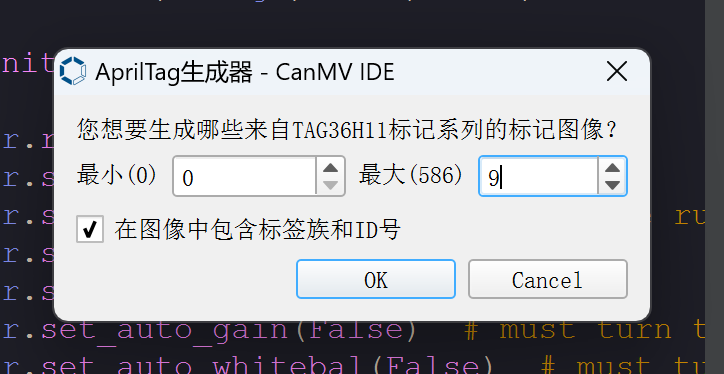 nit
AprilTag生成器 - CanMV IDE
您想要生成哪些来自TAG36H11标记系列的标记图像?
r.r
最小(0) 0 最大(586) 9
r.s
r.s ru
在图像中包含标签族和ID号
r.s
r.s
OK Cancel
r.set_auto_gain(False) # must turn t
r.set_auto_whitebal(False) # must tu